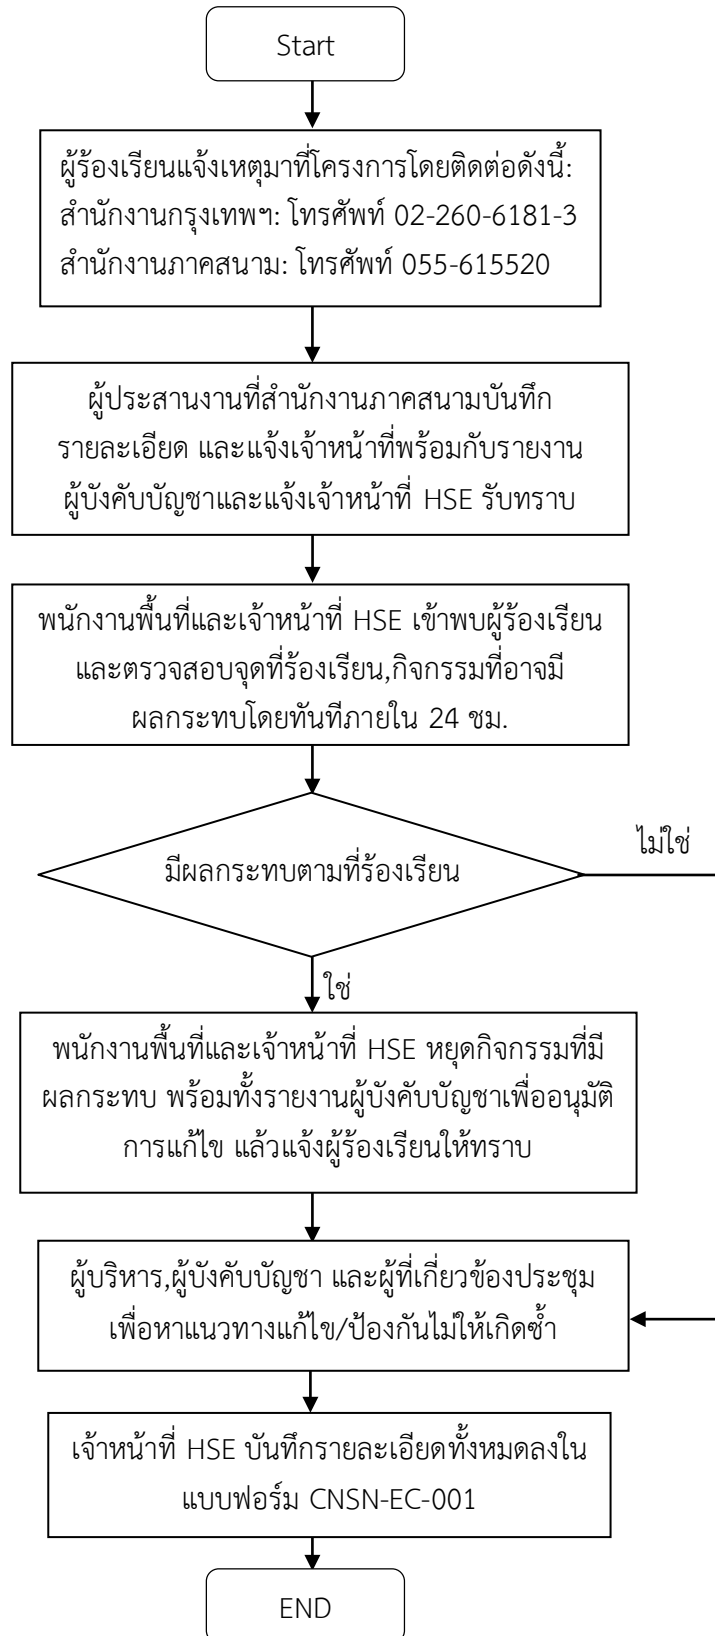 Start
ผู้ร้องเรียนแจ้งเหตุมาที่โครงการโดยติดต่อดังนี้:
สำนักงานกรุงเทพฯ: โทรศัพท์ 02-260-6181-3
สำนักงานภาคสนาม: โทรศัพท์ 055-615520
ผู้ประสานงานที่สำนักงานภาคสนามบันทึก
รายละเอียด และแจ้งเจ้าหน้าที่พร้อมกับรายงาน
ผู้บังคับบัญชาและแจ้งเจ้าหน้าที่ HSE รับทราบ
พนักงานพื้นที่และเจ้าหน้าที่ HSE เข้าพบผู้ร้องเรียน
และตรวจสอบจุดที่ร้องเรียน,กิจกรรมที่อาจมี
ผลกระทบโดยทันทีภายใน 24 ชม.
ไม่ใช่
มีผลกระทบตามที่ร้องเรียน
ใช่
พนักงานพื้นที่และเจ้าหน้าที่ HSE หยุดกิจกรรมที่มี
ผลกระทบ พร้อมทั้งรายงานผู้บังคับบัญชาเพื่ออนุมัติ
การแก้ไข แล้วแจ้งผู้ร้องเรียนให้ทราบ
ผู้บริหาร,ผู้บังคับบัญชา และผู้ที่เกี่ยวข้องประชุม
เพื่อหาแนวทางแก้ไข/ป้องกันไม่ให้เกิดซ้ำ
เจ้าหน้าที่ HSE บันทึกรายละเอียดทั้งหมดลงใน
แบบฟอร์ม CNSN-EC-001
END